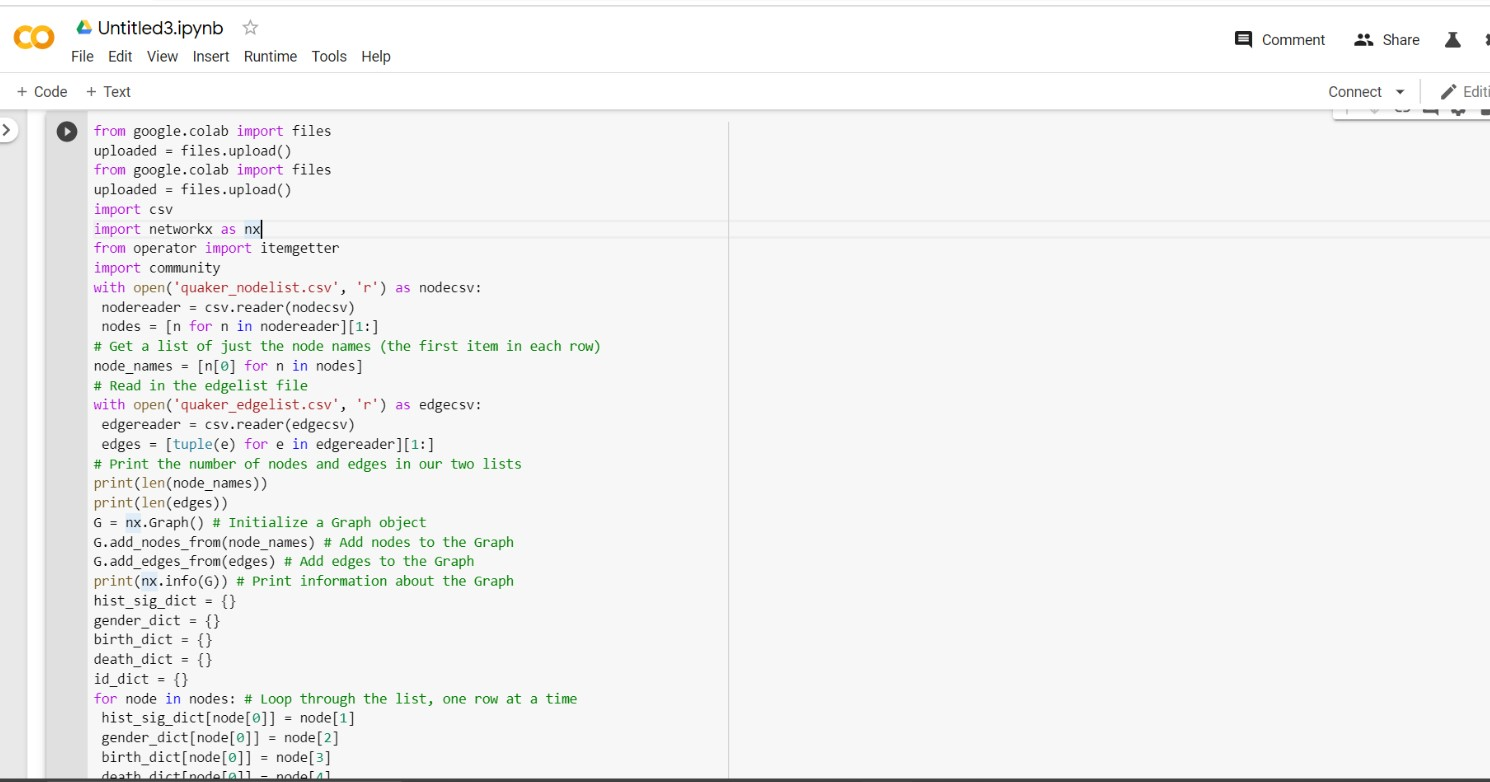 Untitled3.ipynb
File Edit View Insert Runtime Tools Help
Comment Share
+ Code + Text
Connect
from google.colab import files
uploaded = files.upload()
from google.colab import files
uploaded = files.upload()
import csv
import networkx as nx
from operator import itemgetter
import community
with open('quaker_nodelist.csv', 'r') as nodecsv:
 nodereader = csv.reader(nodecsv)
 nodes = [n for n in nodereader][1:]
# Get a list of just the node names (the first item in each row)
node_names = [n[0] for n in nodes]
# Read in the edgelist file
with open('quaker_edgelist.csv', 'r') as edgecsv:
 edgereader = csv.reader(edgecsv)
 edges = [tuple(e) for e in edgereader][1:]
# Print the number of nodes and edges in our two lists
print(len(node_names))
print(len(edges))
G = nx.Graph() # Initialize a Graph object
G.add_nodes_from(node_names) # Add nodes to the Graph
G.add_edges_from(edges) # Add edges to the Graph
print(nx.info(G)) # Print information about the Graph
hist_sig_dict = {}
gender_dict = {}
birth_dict = {}
death_dict = {}
id_dict = {}
for node in nodes: # Loop through the list, one row at a time
 hist_sig_dict[node[0]] = node[1]
 gender_dict[node[0]] = node[2]
 birth_dict[node[0]] = node[3]
 death_dict[node[0]] = node[4]